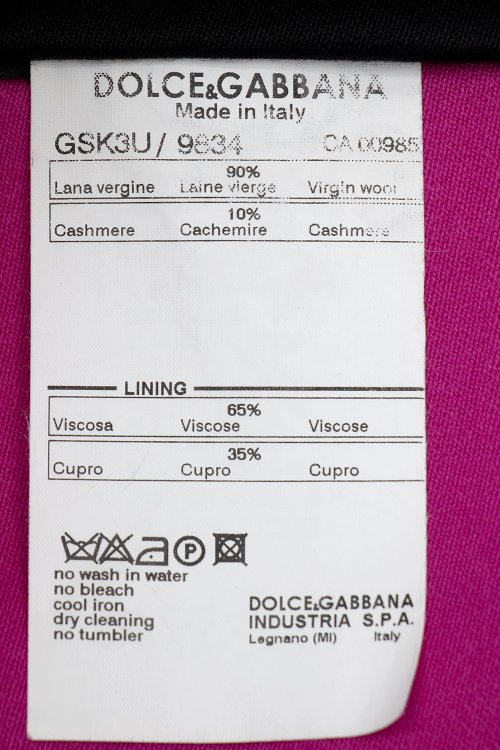 DOLCE&GABBANA
Made in Italy
GSK3U/ 9834 CA 00985
90%
Lana vergine Laine vierge Virgin wool
10%
Cashmere Cachemire Cashmere
LINING
65%
Viscosa Viscose Viscose
35%
Cupro Cupro Cupro
P
no wash in water
no bleach
cool iron
dry cleaning
no tumbler
DOLCE&GABBANA
INDUSTRIA S.P.A.
Legnano (MI) Italy